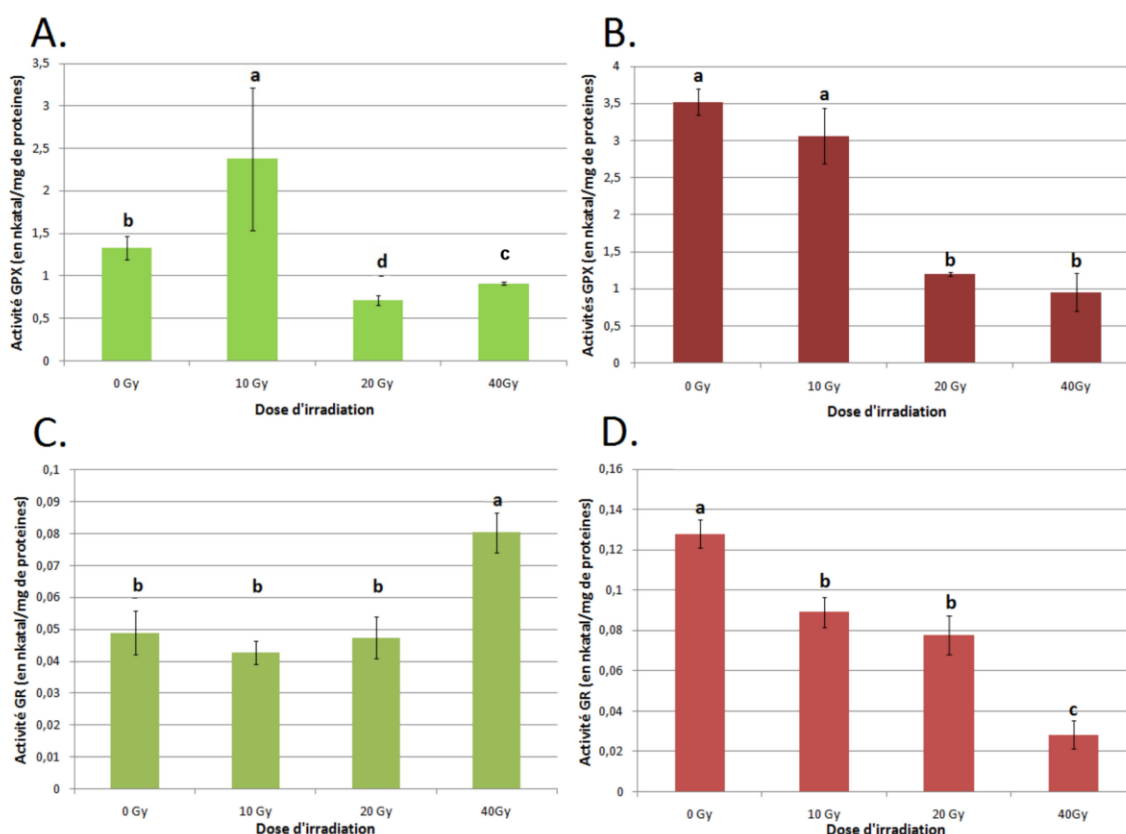 A.
Activité GPX (en nkatal/mg de proteines)
3,5
3
2,5
2
1,5
1
0,5
0
b
a
d
c
0 Gy
10 Gy
20 Gy
40Gy
Dose d'irradiation
B.
Activités GPX (en nkatal/mg de proteines)
4
3,5
3
2,5
2
1,5
1
0,5
0
a
a
b
b
0 Gy
10 Gy
20 Gy
40Gy
Dose d'irradiation
C.
Activité GR (en nkatal/mg de proteines)
0,1
0,09
0,08
0,07
0,06
0,05
0,04
0,03
0,02
0,01
0
b
b
b
a
0 Gy
10 Gy
20 Gy
40Gy
Dose d'irradiation
D.
Activité GR (en nkatal/mg de proteines)
0,16
0,14
0,12
0,1
0,08
0,06
0,04
0,02
0
a
b
b
c
0 Gy
10 Gy
20 Gy
40Gy
Dose d'irradiation